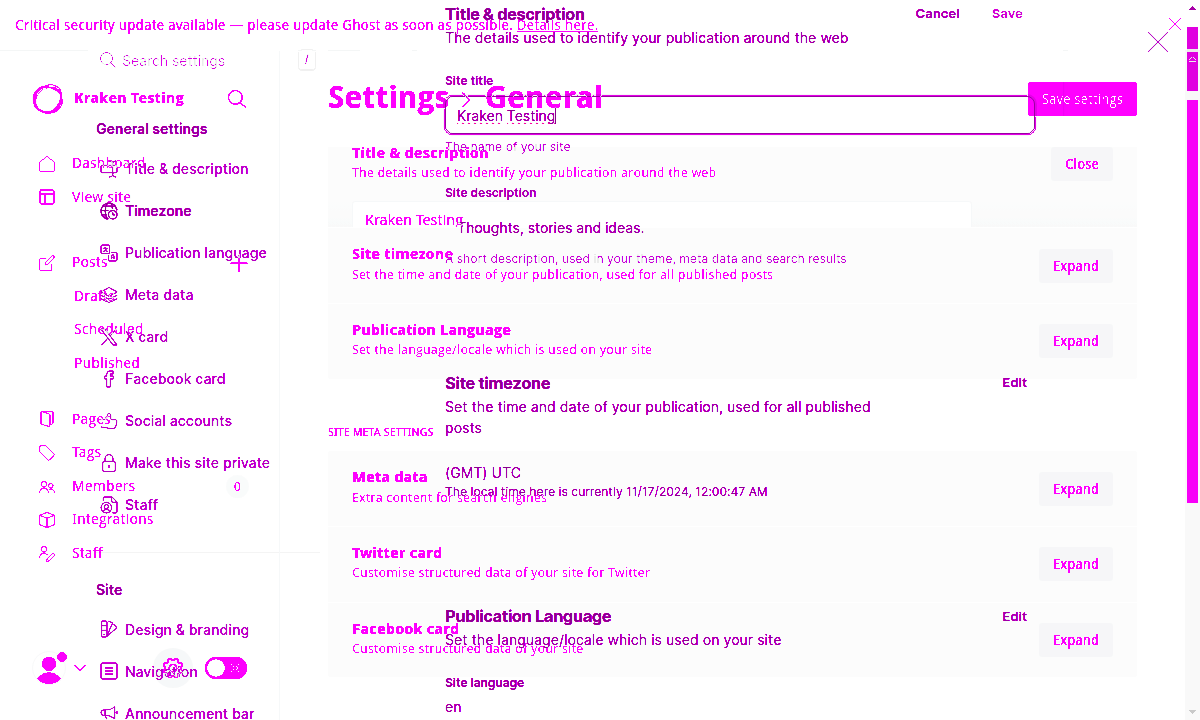 Title & description
Cancel
Save
Critical security update available — please update Ghost as soon as possible. Details here.
The details used to identify your publication around the web
Search settings
/
Site title
Kraken Testing
Settings
General
Save settings
Kraken Testing
General settings
The name of your site
Title & description
Close
Dashboard
Title & description
The details used to identify your publication around the web
Site description
View site
Timezone
Kraken Testing
Thoughts, stories and ideas.
Publication language
Posts
Site timezone
A short description, used in your theme, meta data and search results
Expand
Set the time and date of your publication, used for all published posts
Drafts
Meta data
Scheduled
X card
Publication Language
Expand
Set the language/locale which is used on your site
Published
Facebook card
Site timezone
Edit
Set the time and date of your publication, used for all published
posts
Pages
Social accounts
SITE META SETTINGS
Tags
Make this site private
Meta data
(GMT) UTC
Expand
Members
0
Extra content for search engines
The local time here is currently 11/17/2024, 12:00:47 AM
Staff
Integrations
Staff
Twitter card
Expand
Customise structured data of your site for Twitter
Site
Publication Language
Edit
Design & branding
Facebook card
Expand
Set the language/locale which is used on your site
Customise structured data of your site
Navigation
Site language
en
Announcement bar